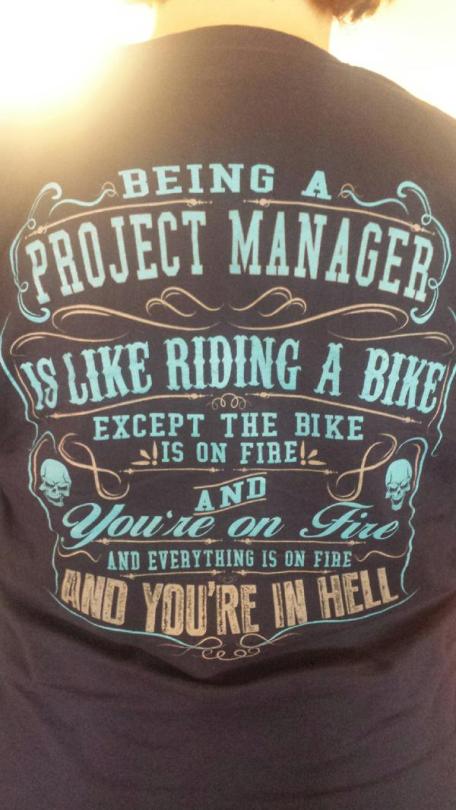 BEING A
PROJECT MANAGER
IS LIKE RIDING A BIKE
EXCEPT THE BIKE
IS ON FIRE
AND
You're on Fire
AND EVERYTHING IS ON FIRE
AND YOU'RE IN HELL